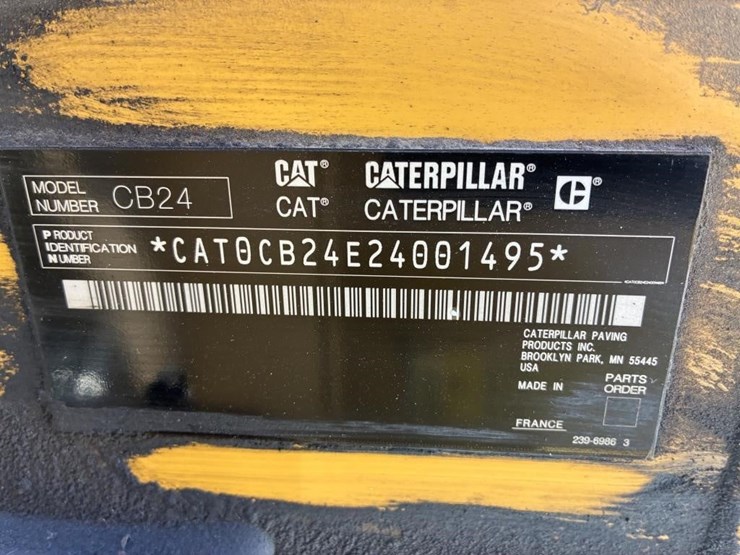 MODEL NUMBER CB24
CAT® CATERPILLAR® C®
CAT® CATERPILLAR®
PRODUCT IDENTIFICATION NUMBER *CAT0CB24E24001495*
CATERPILLAR PAVING
PRODUCTS INC.
BROOKLYN PARK, MN 55445
USA
MADE IN
PARTS
ORDER
FRANCE
239-6986 3